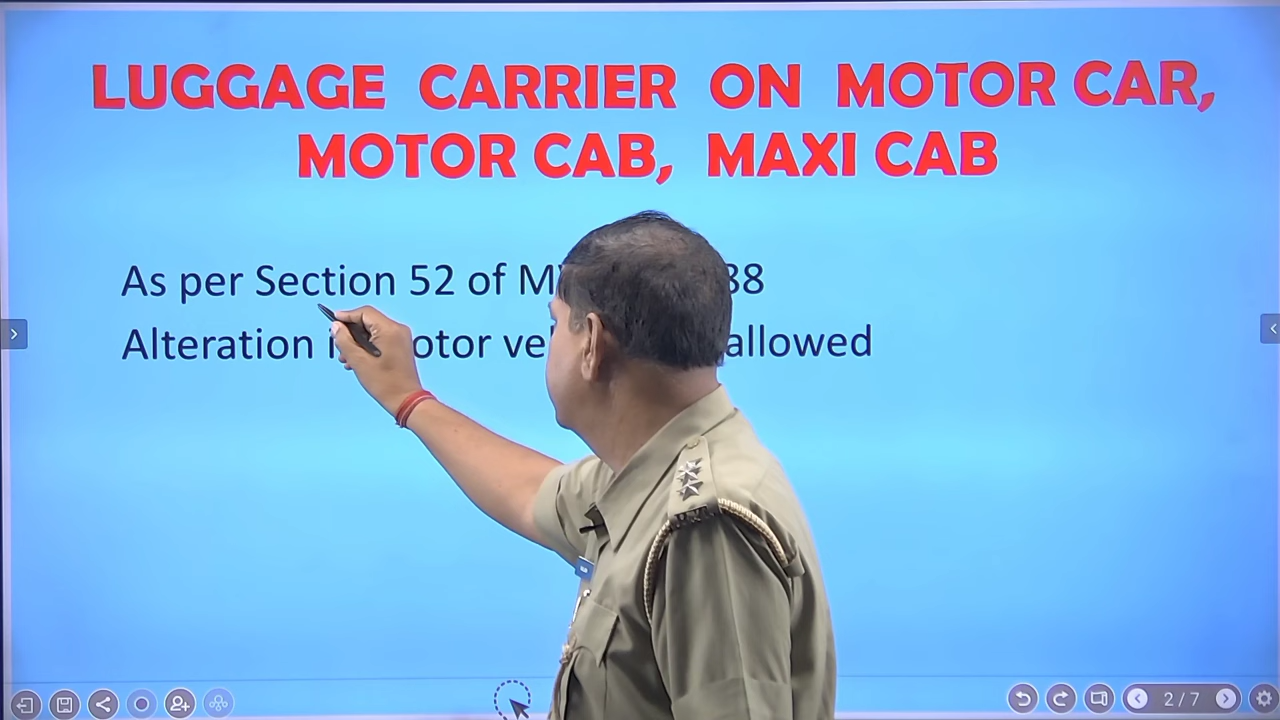 LUGGAGE CARRIER ON MOTOR CAR,
MOTOR CAB, MAXI CAB
As per Section 52 of M 88
Alteration i otor ve allowed
2 / 7